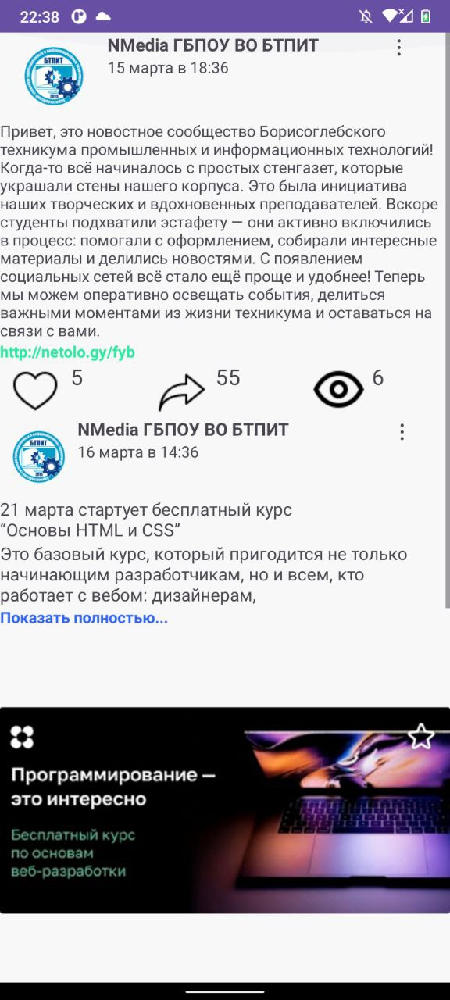 22:38
NMedia ГБПОУ ВО БТПИТ
15 марта в 18:36
БТПИТ
2015
Привет, это новостное сообщество Борисоглебского
техникума промышленных и информационных технологий!
Когда-то всё начиналось с простых стенгазет, которые
украшали стены нашего корпуса. Это была инициатива
наших творческих и вдохновенных преподавателей. Вскоре
студенты подхватили эстафету — они активно включились
в процесс: помогали с оформлением, собирали интересные
материалы и делились новостями. С появлением
социальных сетей всё стало ещё проще и удобнее! Теперь
мы можем оперативно освещать события, делиться
важными моментами из жизни техникума и оставаться на
связи с вами.
http://netolo.gy/fyb
5
55
6
NMedia ГБПОУ ВО БТПИТ
16 марта в 14:36
БТПИТ
2015
21 марта стартует бесплатный курс
“Основы HTML и CSS”
Это базовый курс, который пригодится не только
начинающим разработчикам, но и всем, кто
работает с вебом: дизайнерам,
Показать полностью...
Программирование —
это интересно
Бесплатный курс
по основам
веб-разработки